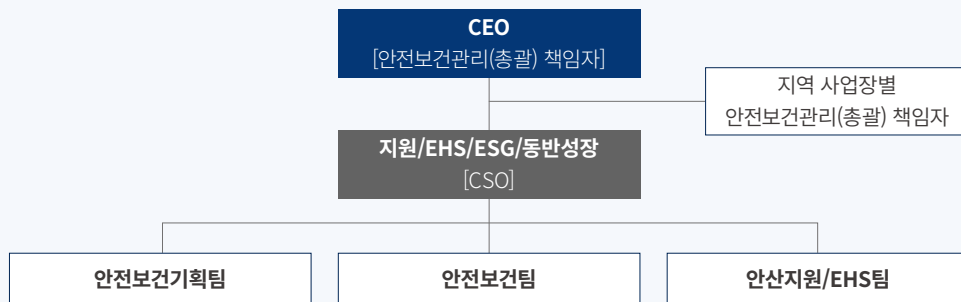 CEO
[안전보건관리(총괄) 책임자]
지역 사업장별
안전보건관리(총괄) 책임자
지원/EHS/ESG/동반성장
[CSO]
안전보건기획팀
안전보건팀
안산지원/EHS팀